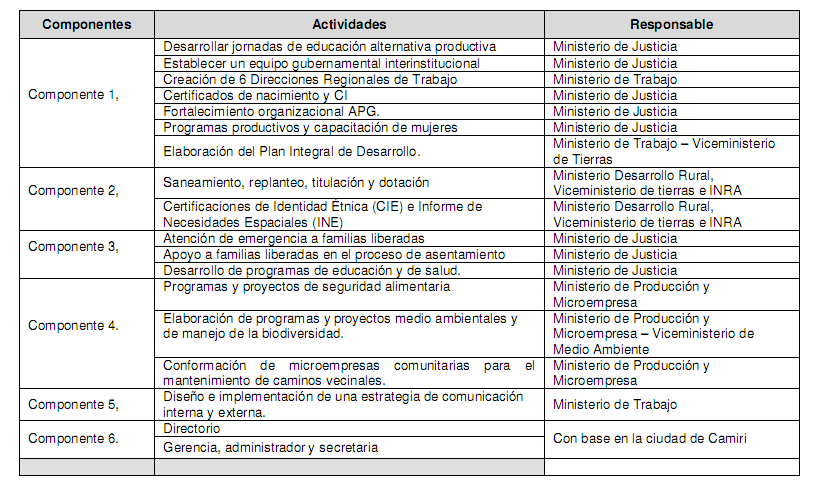 Componentes Actividades Responsable
Componente 1,
Desarrollar jornadas de educación alternativa productiva Ministerio de Justicia
Establecer un equipo gubernamental interinstitucional Ministerio de Justicia
Creación de 6 Direcciones Regionales de Trabajo Ministerio de Trabajo
Certificados de nacimiento y CI Ministerio de Justicia
Fortalecimiento organizacional APG. Ministerio de Justicia
Programas productivos y capacitación de mujeres Ministerio de Justicia
Elaboración del Plan Integral de Desarrollo. Ministerio de Trabajo – Viceministerio
de Tierras
Componente 2,
Saneamiento, replanteo, titulación y dotación Ministerio Desarrollo Rural,
Viceministerio de tierras e INRA
Certificaciones de Identidad Étnica (CIE) e Informe de Ministerio Desarrollo Rural,
Necesidades Espaciales (INE) Viceministerio de tierras e INRA
Componente 3,
Atención de emergencia a familias liberadas Ministerio de Justicia
Apoyo a familias liberadas en el proceso de asentamiento Ministerio de Justicia
Desarrollo de programas de educación y de salud. Ministerio de Justicia
Componente 4.
Programas y proyectos de seguridad alimentaria Ministerio de Producción y
Microempresa
Elaboración de programas y proyectos medio ambientales y Ministerio de Producción y
de manejo de la biodiversidad. Microempresa – Viceministerio de
Medio Ambiente
Conformación de microempresas comunitarias para el Ministerio de Producción y
mantenimiento de caminos vecinales. Microempresa
Componente 5,
Diseño e implementación de una estrategia de comunicación Ministerio de Trabajo
interna y externa.
Componente 6.
Directorio Con base en la ciudad de Camiri
Gerencia, administrador y secretaria